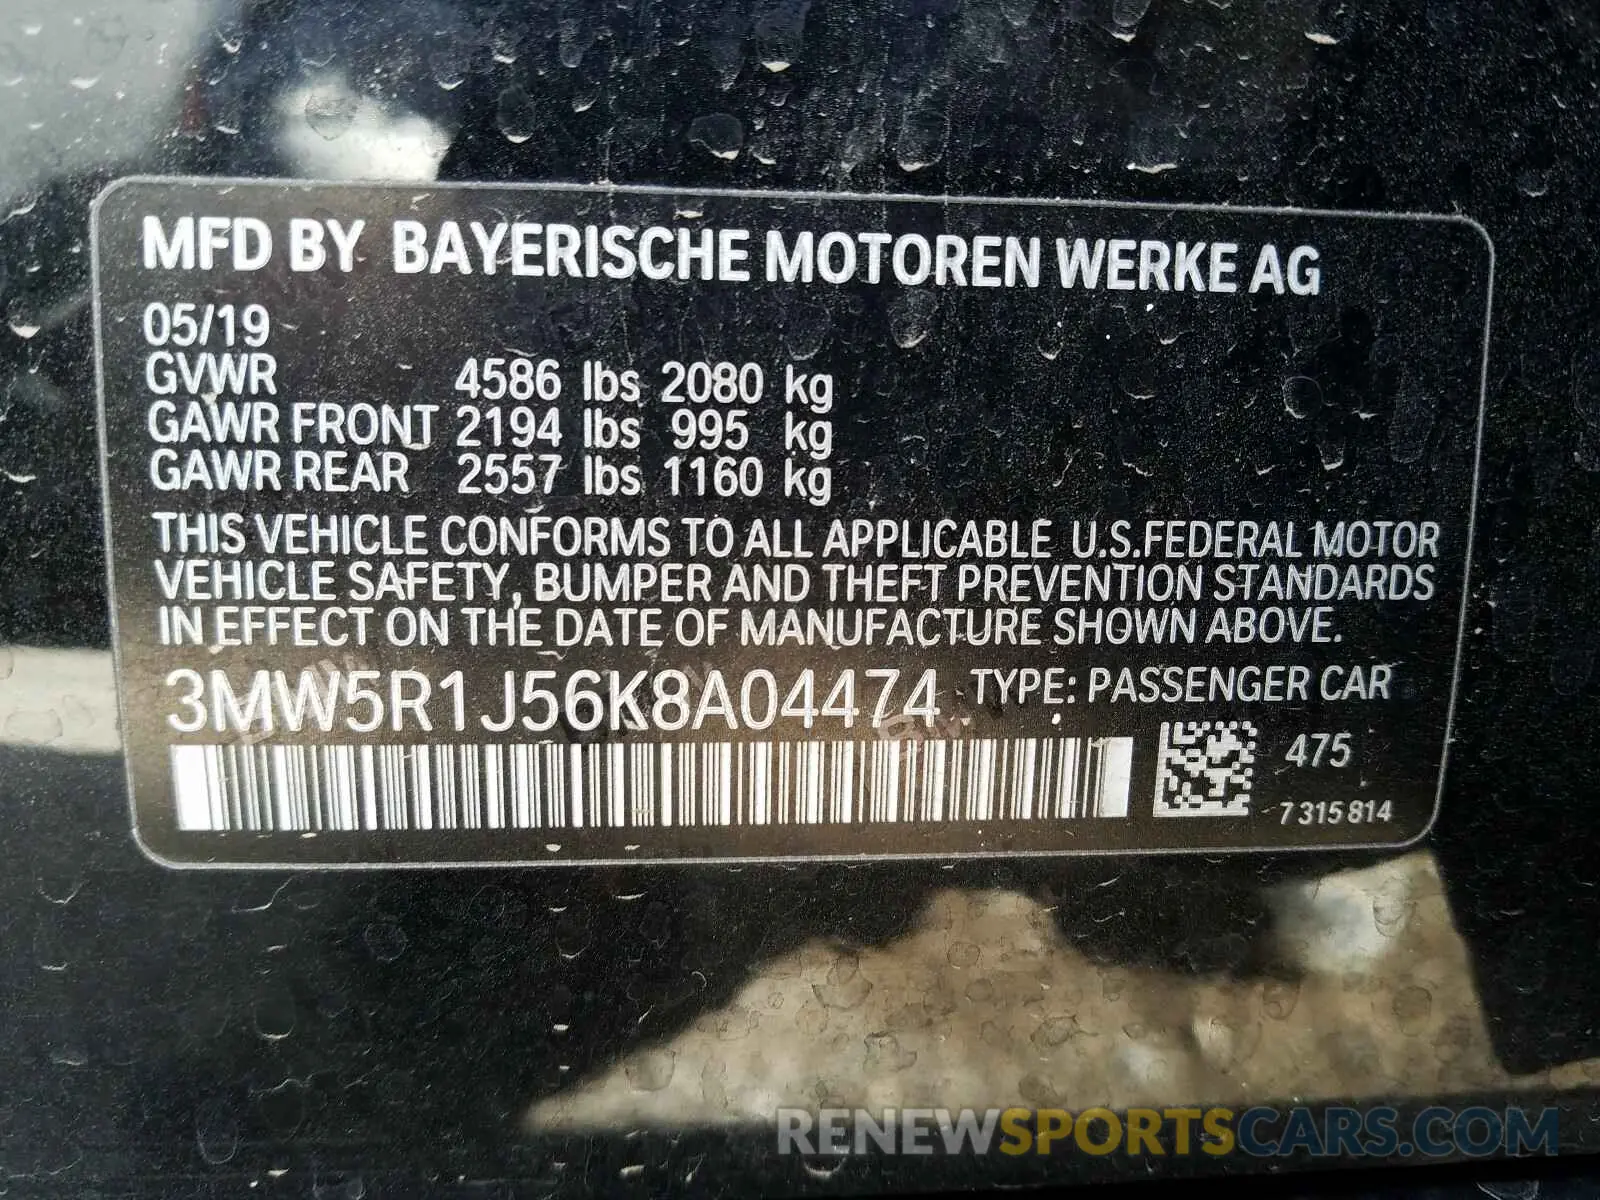 MFD BY BAYERISCHE MOTOREN WERKE AG
05/19
GVWR 4586 lbs 2080 kg
GAWR FRONT 2194 lbs 995 kg
GAWR REAR 2557 lbs 1160 kg
THIS VEHICLE CONFORMS TO ALL APPLICABLE U.S.FEDERAL MOTOR
VEHICLE SAFETY, BUMPER AND THEFT PREVENTION STANDARDS
IN EFFECT ON THE DATE OF MANUFACTURE SHOWN ABOVE.
3MW5R1J56K8A04474 TYPE: PASSENGER CAR
475
7 315 814
RENEWSPORTSCARS.COM